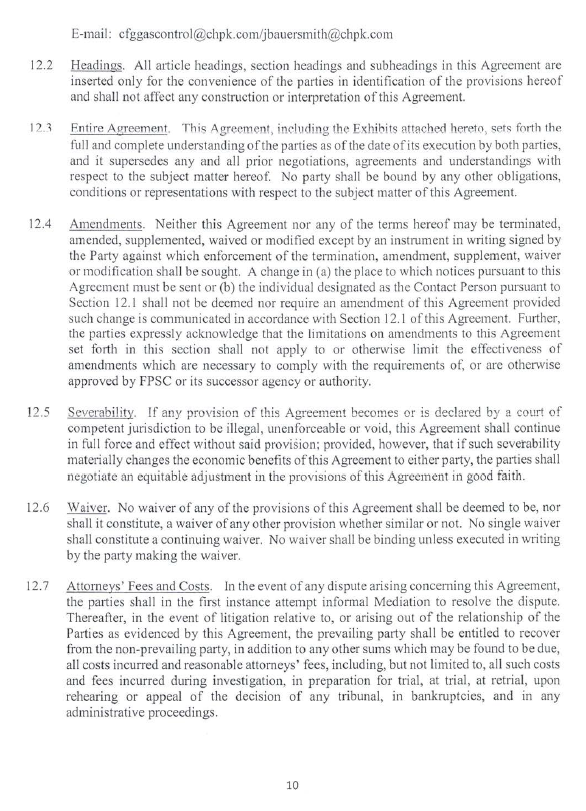 E-mail: cfggascontrol@chpk.com/jbauersmith@chpk.com
12.2 Headings. All article headings, section headings and subheadings in this Agreement are
inserted only for the convenience of the parties in identification of the provisions hereof
and shall not affect any construction or interpretation of this Agreement.
12.3 Entire Agreement. This Agreement, including the Exhibits attached hereto, sets forth the
full and complete understanding of the parties as of the date of its execution by both parties,
and it supersedes any and all prior negotiations, agreements and understandings with
respect to the subject matter hereof. No party shall be bound by any other obligations,
conditions or representations with respect to the subject matter of this Agreement.
12.4 Amendments. Neither this Agreement nor any of the terms hereof may be terminated,
amended, supplemented, waived or modified except by an instrument in writing signed by
the Party against which enforcement of the termination, amendment, supplement, waiver
or modification shall be sought. A change in (a) the place to which notices pursuant to this
Agreement must be sent or (b) the individual designated as the Contact Person pursuant to
Section 12.1 shall not be deemed nor require an amendment of this Agreement provided
such change is communicated in accordance with Section 12.1 of this Agreement. Further,
the parties expressly acknowledge that the limitations on amendments to this Agreement
set forth in this section shall not apply to or otherwise limit the effectiveness of
amendments which are necessary to comply with the requirements of, or are otherwise
approved by FPSC or its successor agency or authority.
12.5 Severability. If any provision of this Agreement becomes or is declared by a court of
competent jurisdiction to be illegal, unenforceable or void, this Agreement shall continue
in full force and effect without said provision; provided, however, that if such severability
materially changes the economic benefits of this Agreement to either party, the parties shall
negotiate an equitable adjustment in the provisions of this Agreement in good faith.
12.6 Waiver. No waiver of any of the provisions of this Agreement shall be deemed to be, nor
shall it constitute, a waiver of any other provision whether similar or not. No single waiver
shall constitute a continuing waiver. No waiver shall be binding unless executed in writing
by the party making the waiver.
12.7 Attorneys' Fees and Costs. In the event of any dispute arising concerning this Agreement,
the parties shall in the first instance attempt informal Mediation to resolve the dispute.
Thereafter, in the event of litigation relative to, or arising out of the relationship of the
Parties as evidenced by this Agreement, the prevailing party shall be entitled to recover
from the non-prevailing party, in addition to any other sums which may be found to be due,
all costs incurred and reasonable attorneys' fees, including, but not limited to, all such costs
and fees incurred during investigation, in preparation for trial, at trial, at retrial, upon
rehearing or appeal of the decision of any tribunal, in bankruptcies, and in any
administrative proceedings.
10